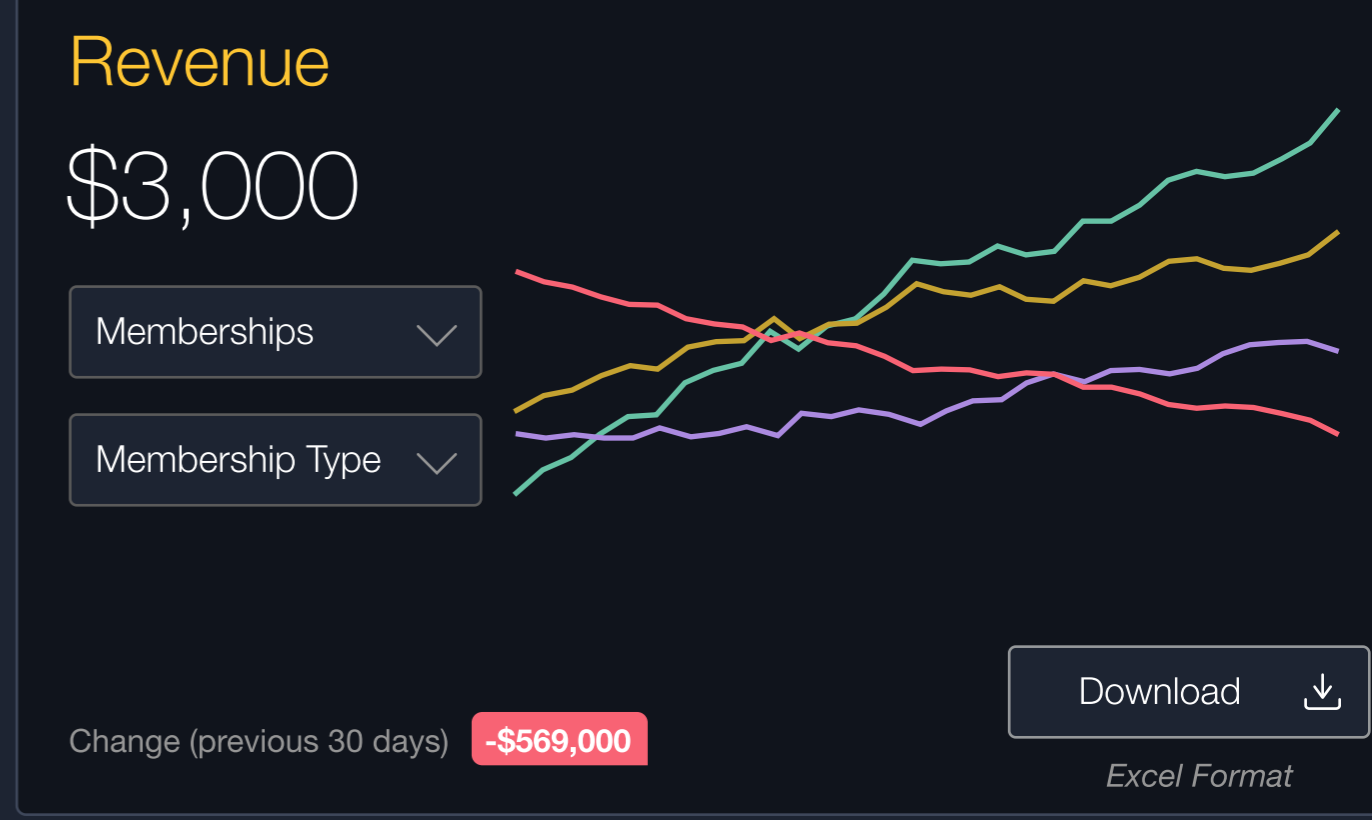 Revenue
$3,000
Memberships
Membership Type
Download
Change (previous 30 days) -$569,000
Excel Format